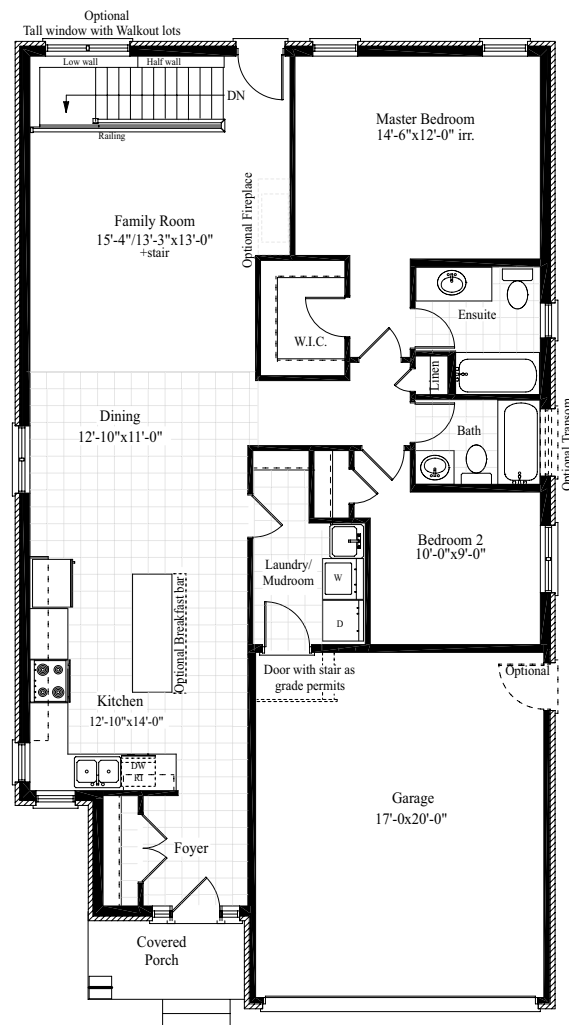 Optional
Tall window with Walkout lots
Low wall
Half wall
DN
Railing
Master Bedroom
14'-6"x12'-0" irr.
Family Room
15'-4"/13'-3"x13'-0"
+stair
Optional Fireplace
W.I.C.
Ensuite
Linen
Dining
12'-10"x11'-0"
Bath
Optional Transom
Bedroom 2
10'-0"x9'-0"
Laundry/
Mudroom
W
D
Optional Breakfast bar
Kitchen
12'-10"x14'-0"
DW
RI
Door with stair as
grade permits
Optional
Garage
17'-0x20'-0"
Foyer
Covered
Porch